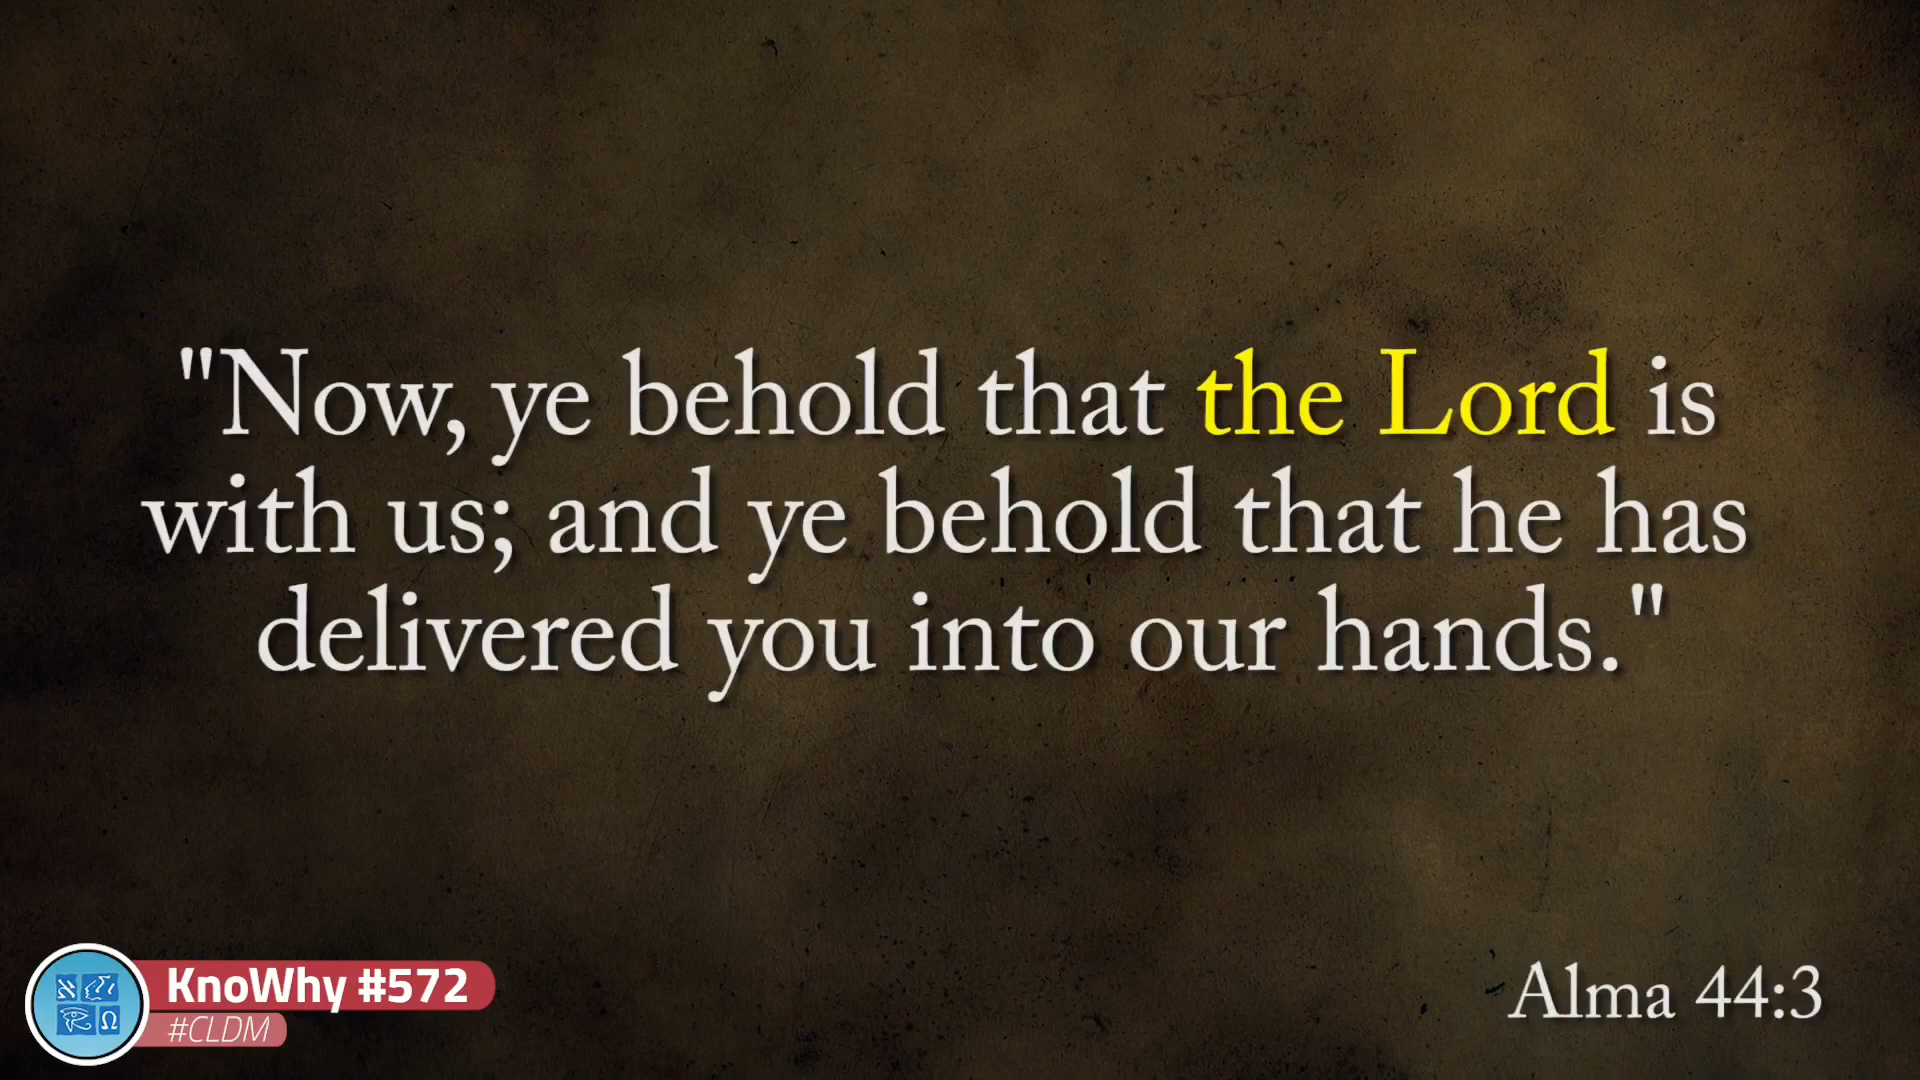 "Now, ye behold that the Lord is
with us; and ye behold that he has
delivered you into our hands."
Alma 44:3
KnoWhy #572
#CLDM